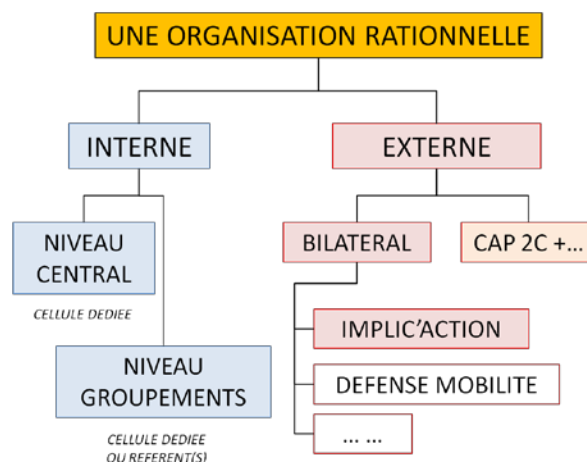 UNE ORGANISATION RATIONNELLE
INTERNE
EXTERNE
NIVEAU
CENTRAL
CELLULE DEDIEE
NIVEAU
GROUPEMENTS
CELLULE DEDIEE
OU REFERENT(S)
BILATERAL
CAP 2C +...
IMPLIC'ACTION
DEFENSE MOBILITE
... ...